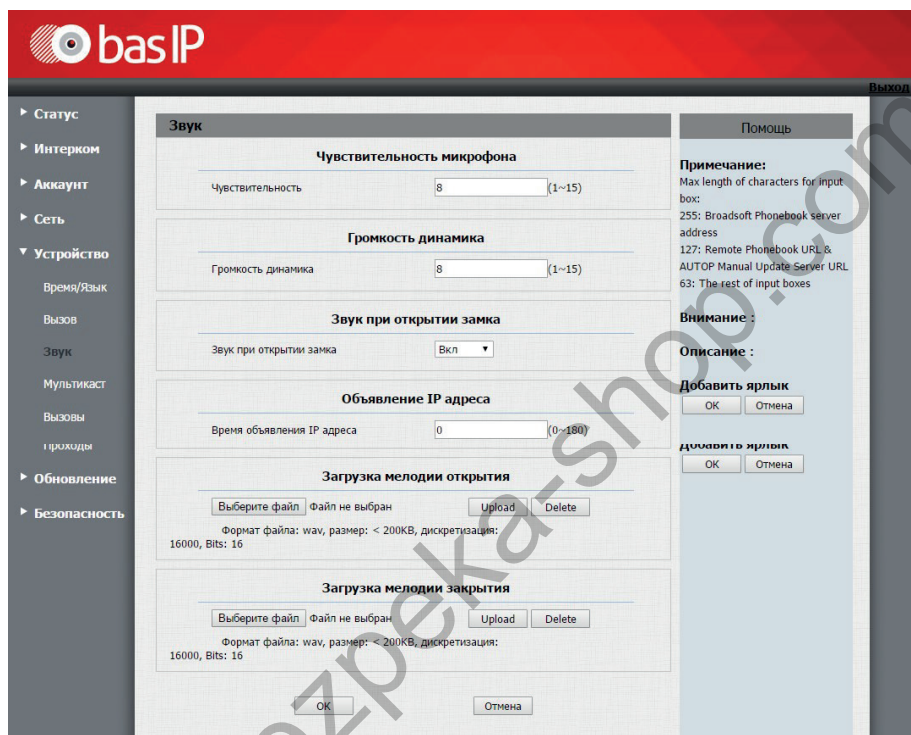 bas IP
Выход
Статус
Интерком
Аккаунт
Сеть
Устройство
Время/Язык
Вызов
Звук
Мультикаст
Вызовы
Проходы
Обновление
Безопасность
Звук
Чувствительность микрофона
Чувствительность 8 (1~15)
Громкость динамика
Громкость динамика 8 (1~15)
Звук при открытии замка
Звук при открытии замка Вкл
Объявление IP адреса
Время объявления IP адреса 0 (0~180)
Загрузка мелодии открытия
Выберите файл Файл не выбран Upload Delete
Формат файла: wav, размер: < 200KB, дискретизация:
16000, Bits: 16
Загрузка мелодии закрытия
Выберите файл Файл не выбран Upload Delete
Формат файла: wav, размер: < 200KB, дискретизация:
16000, Bits: 16
OK Отмена
Помощь
Примечание:
Max length of characters for input
box:
255: Broadsoft Phonebook server
address
127: Remote Phonebook URL &
AUTOP Manual Update Server URL
63: The rest of input boxes
Внимание :
Описание :
Добавить ярлык
OK Отмена
Добавить ярлык
OK Отмена
ezpeka-shop.com